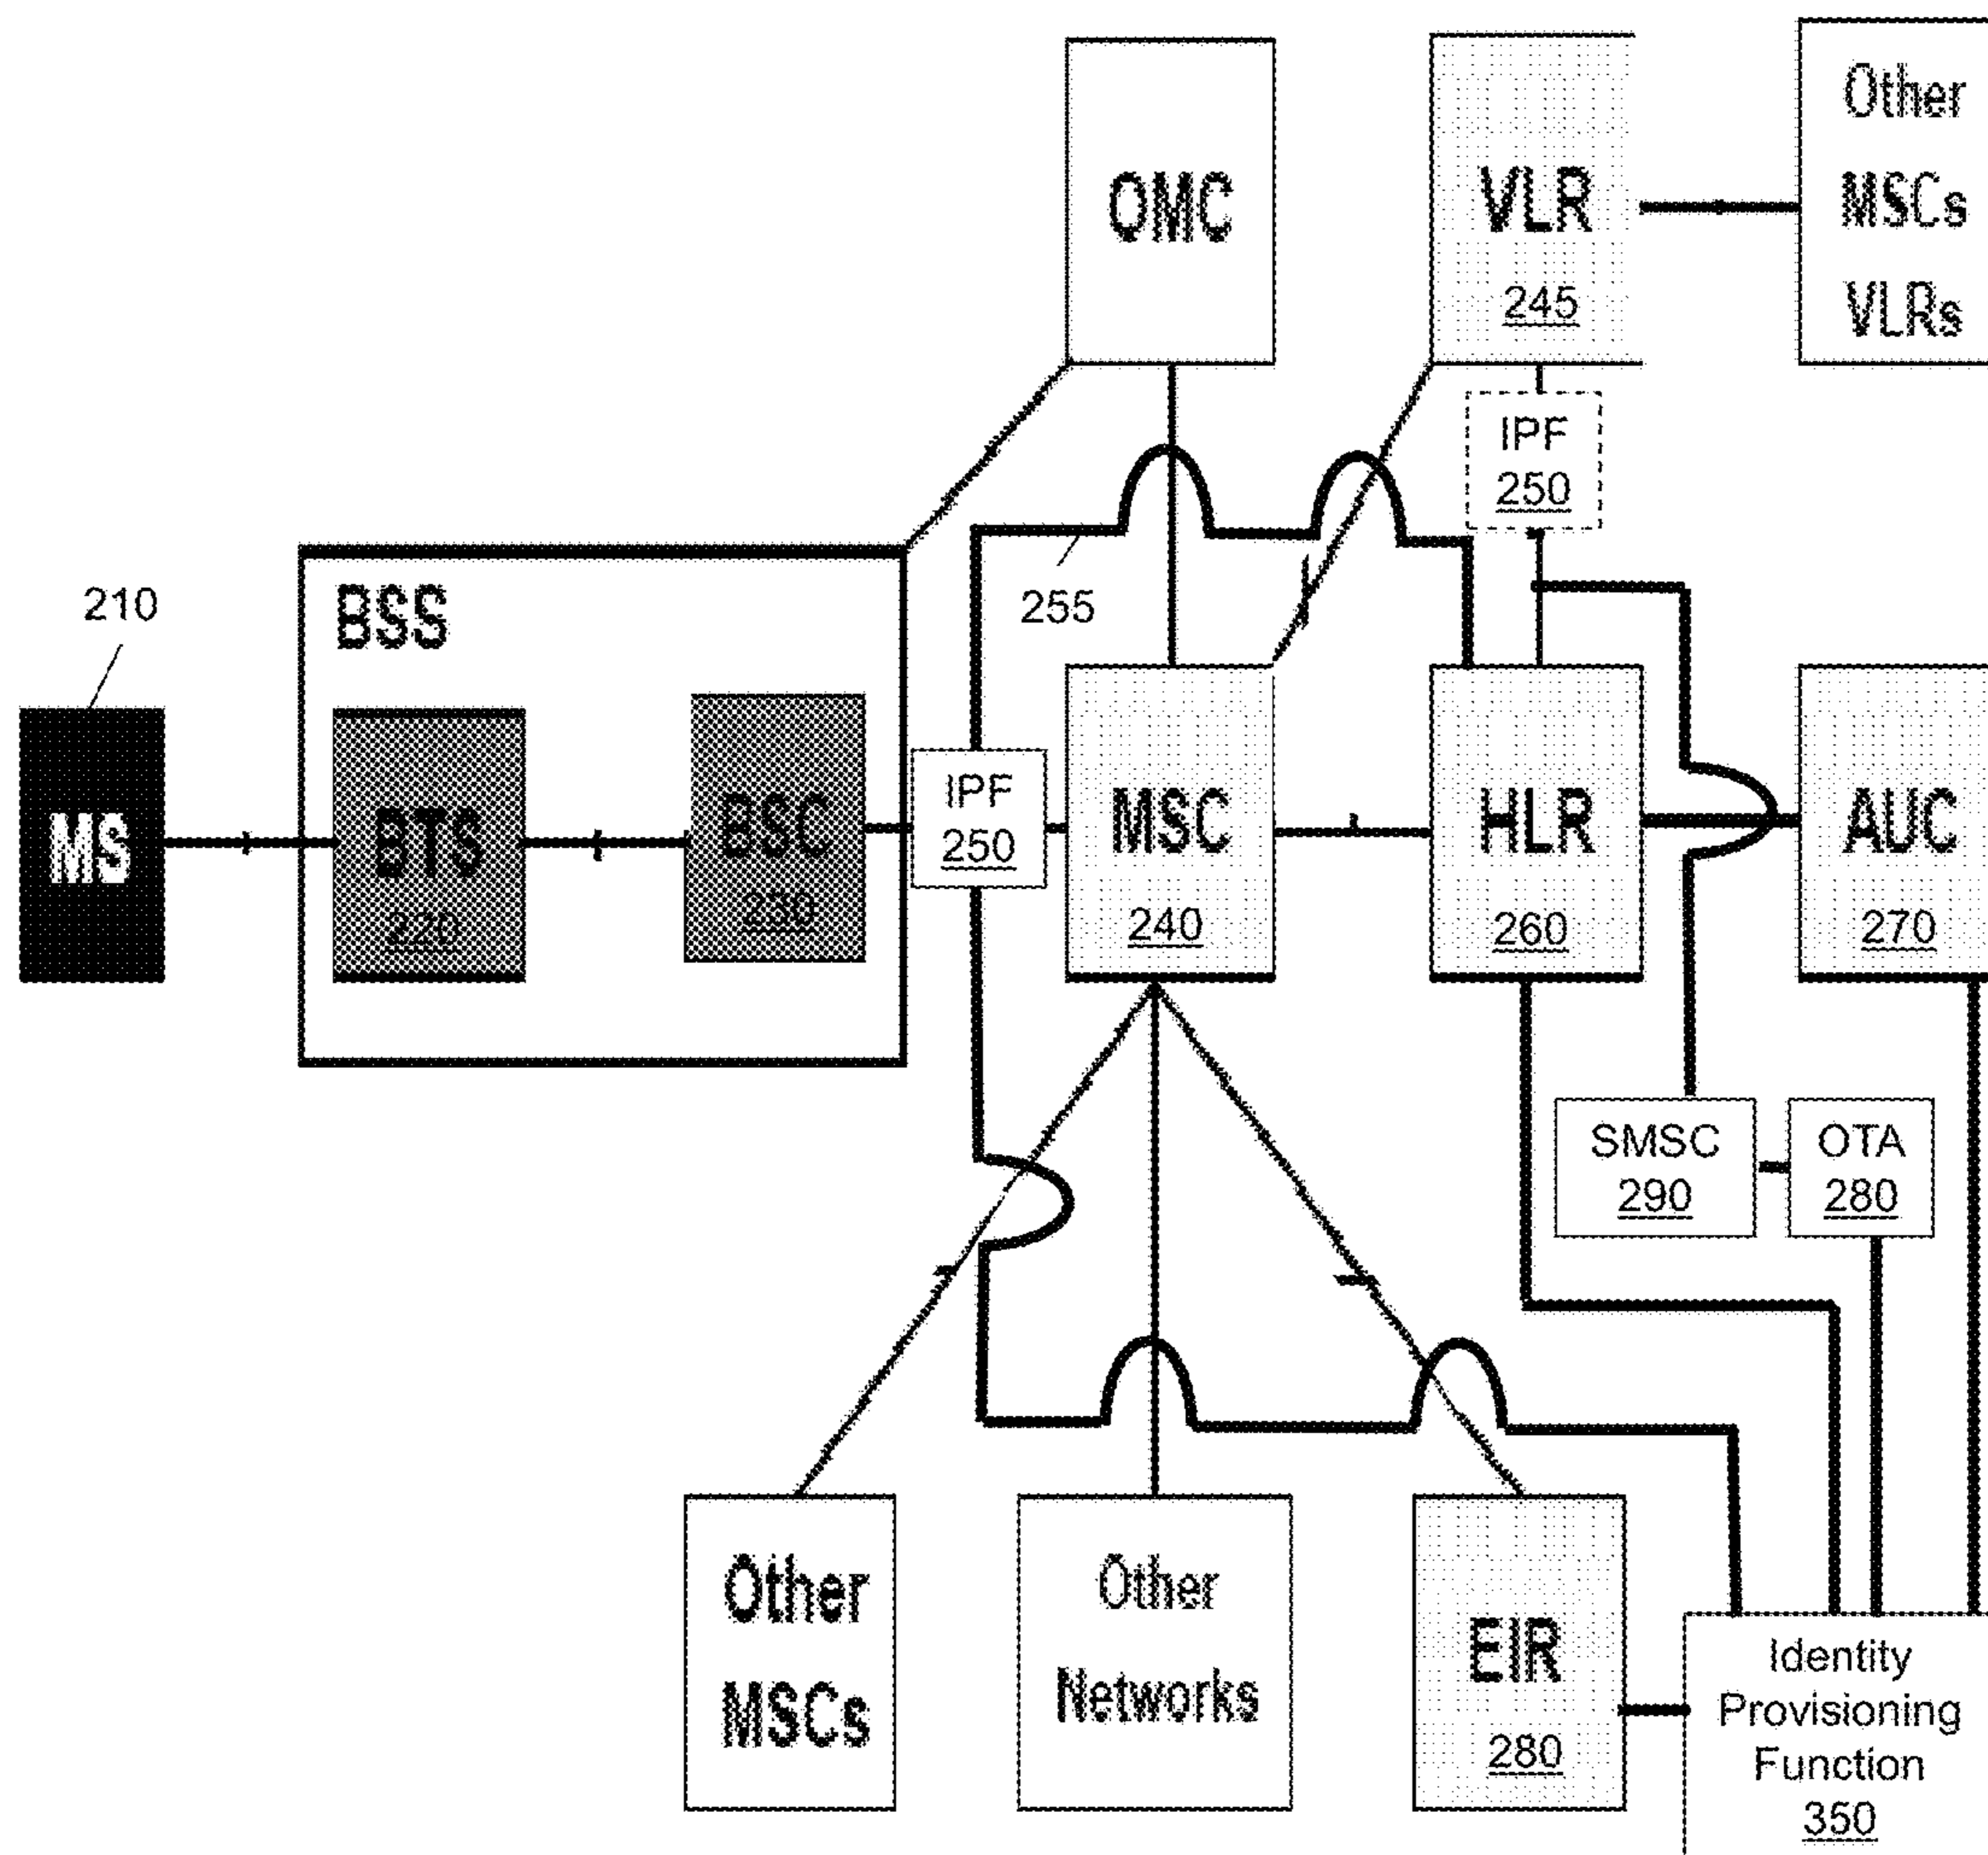 OMC
VLR
245
Other
MSCs
VLRs
IPF
250
255
210
BSS
MS
BTS
220
BSC
230
IPF
250
MSC
240
HLR
260
AUC
270
SMSC
290
OTA
280
Other
MSCs
Other
Networks
EIR
280
Identity
Provisioning
Function
350